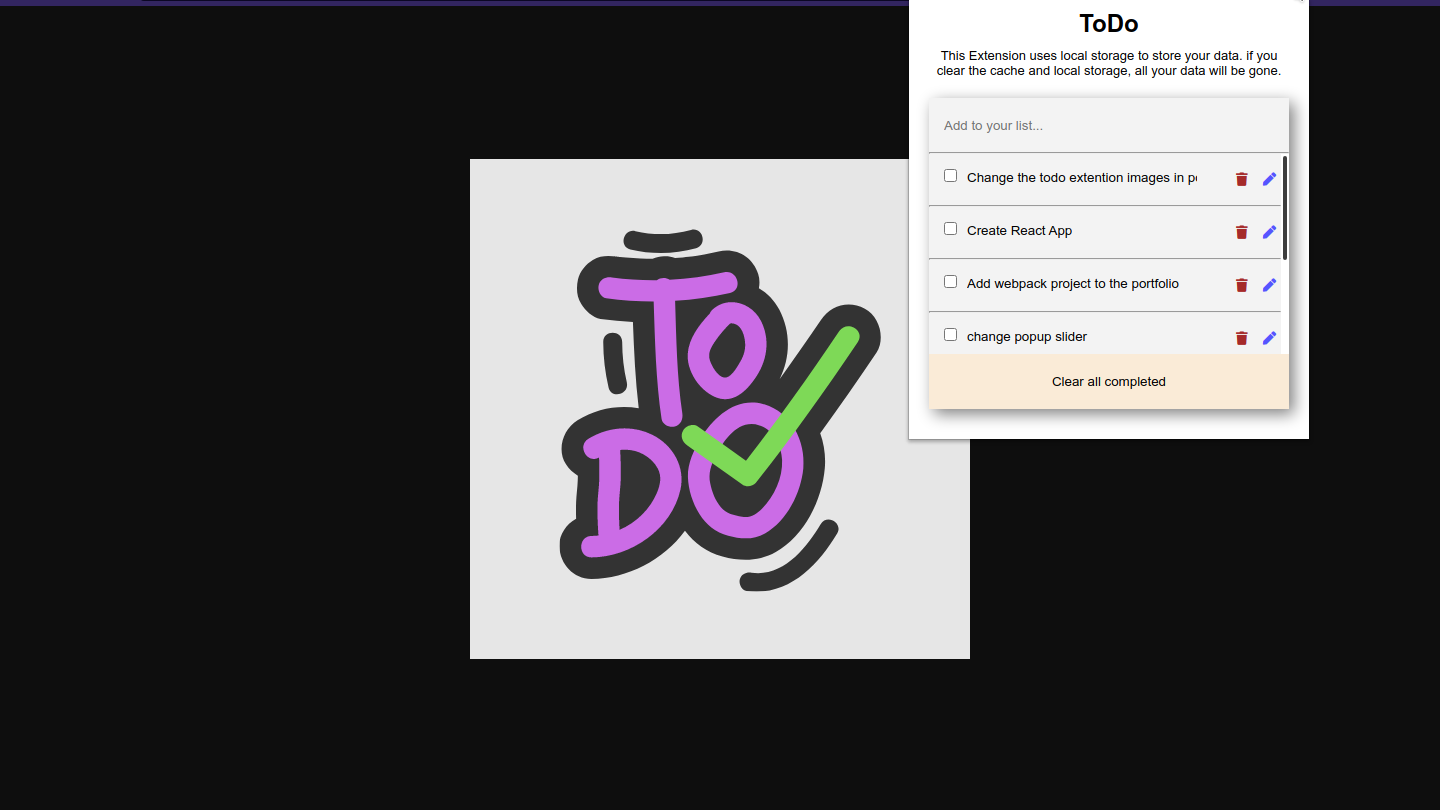 ToDo
This Extension uses local storage to store your data. if you
clear the cache and local storage, all your data will be gone.
Add to your list...
Change the todo extention images in
Create React App
Add webpack project to the portfolio
change popup slider
Clear all completed
TO
DO